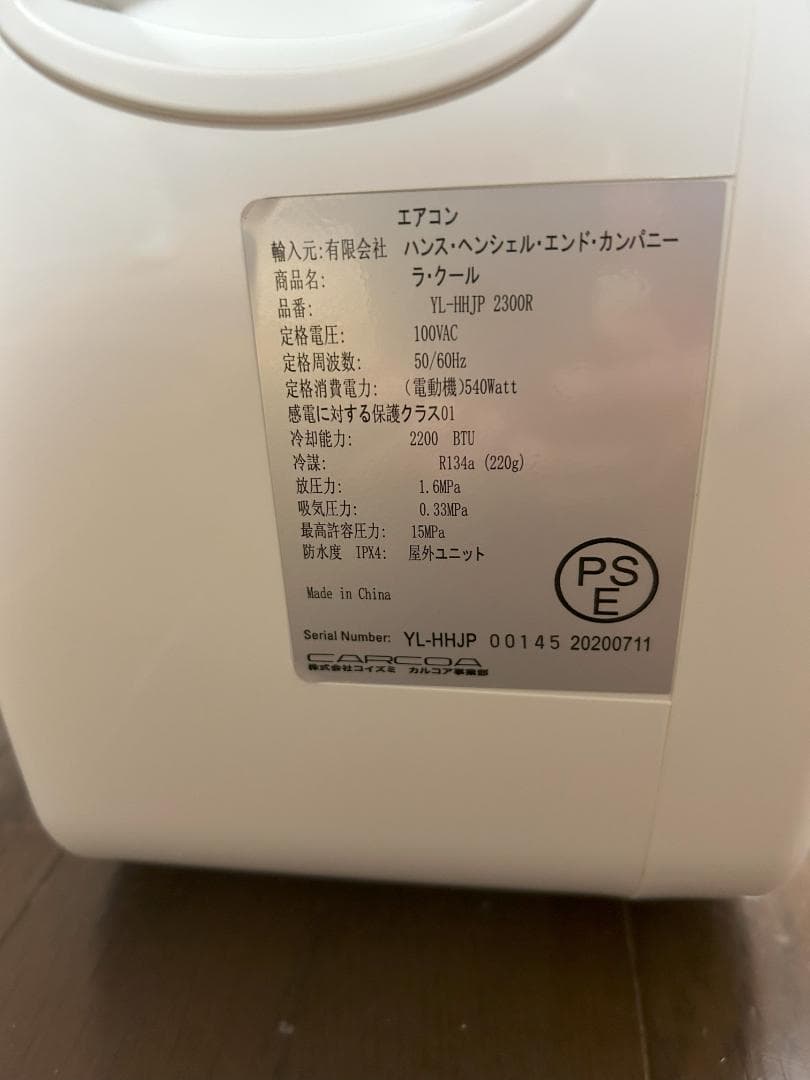 エアコン
輸入元:有限会社 ハンス・ヘンシェル・エンド・カンパニー
商品名: ラ・クール
品番: YL-HHJP 2300R
定格電圧: 100VAC
定格周波数: 50/60Hz
定格消費電力: (電動機)540Watt
感電に対する保護クラス01
冷却能力: 2200 BTU
冷謀: R134a (220g)
放圧力: 1.6MPa
吸気圧力: 0.33MPa
最高許容圧力: 15MPa
防水度 IPX4: 屋外ユニット
PS
E
Made in China
Serial Number: YL-HHJP 00145 20200711
CARCOA
株式会社コイズミ カルコア事業部